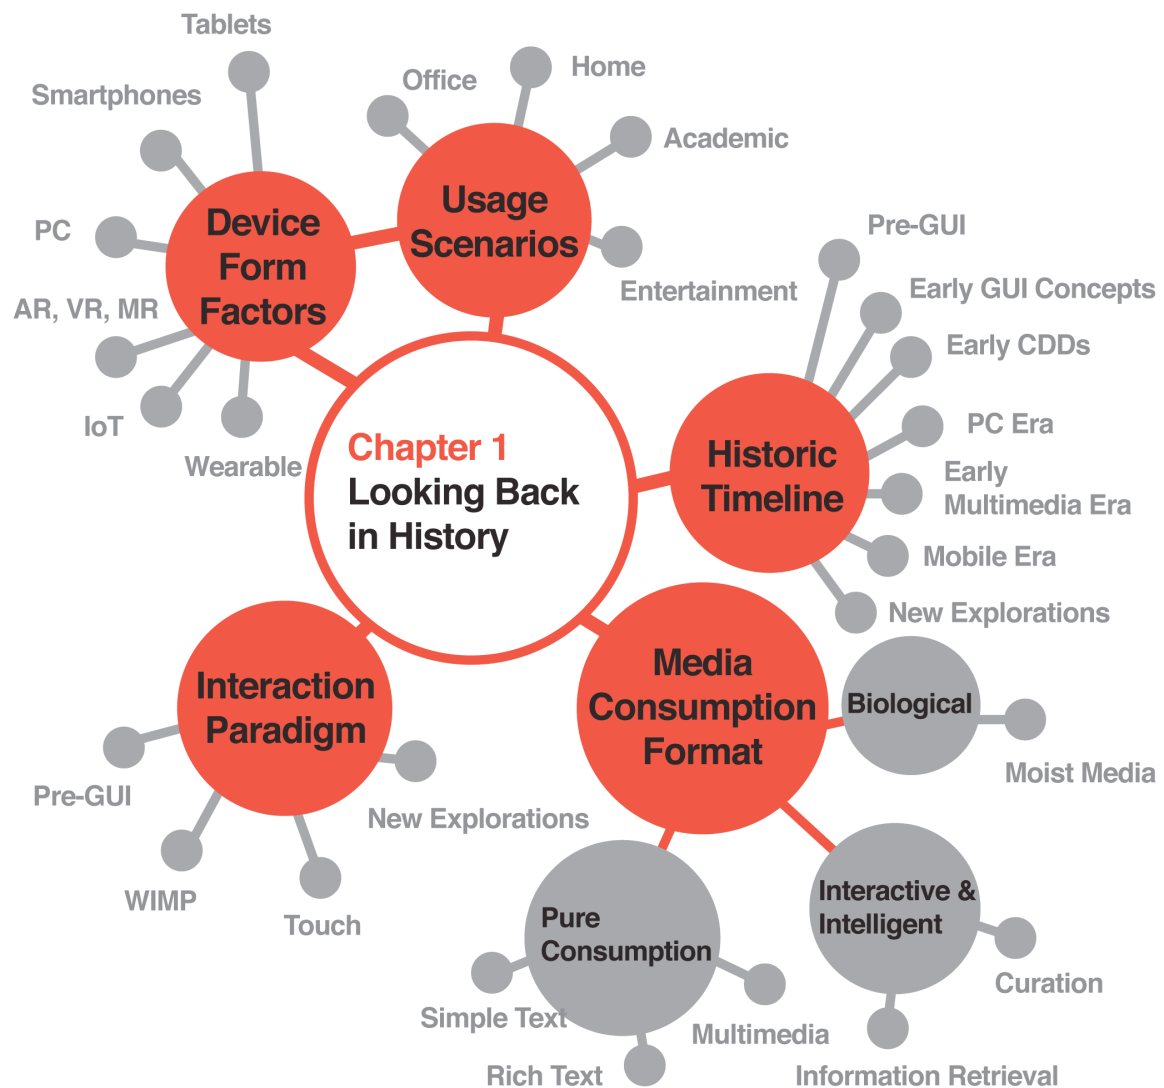 Tablets
Smartphones
PC
AR, VR, MR
IoT
Wearable
Device
Form
Factors
Office
Home
Academic
Entertainment
Usage
Scenarios
Chapter 1
Looking Back
in History
Pre-GUI
Early GUI Concepts
Early CDDs
PC Era
Early
Multimedia Era
Mobile Era
New Explorations
Historic
Timeline
Interaction
Paradigm
Pre-GUI
WIMP
Touch
New Explorations
Media
Consumption
Format
Biological
Moist Media
Interactive &
Intelligent
Curation
Information Retrieval
Pure
Consumption
Simple Text
Rich Text
Multimedia